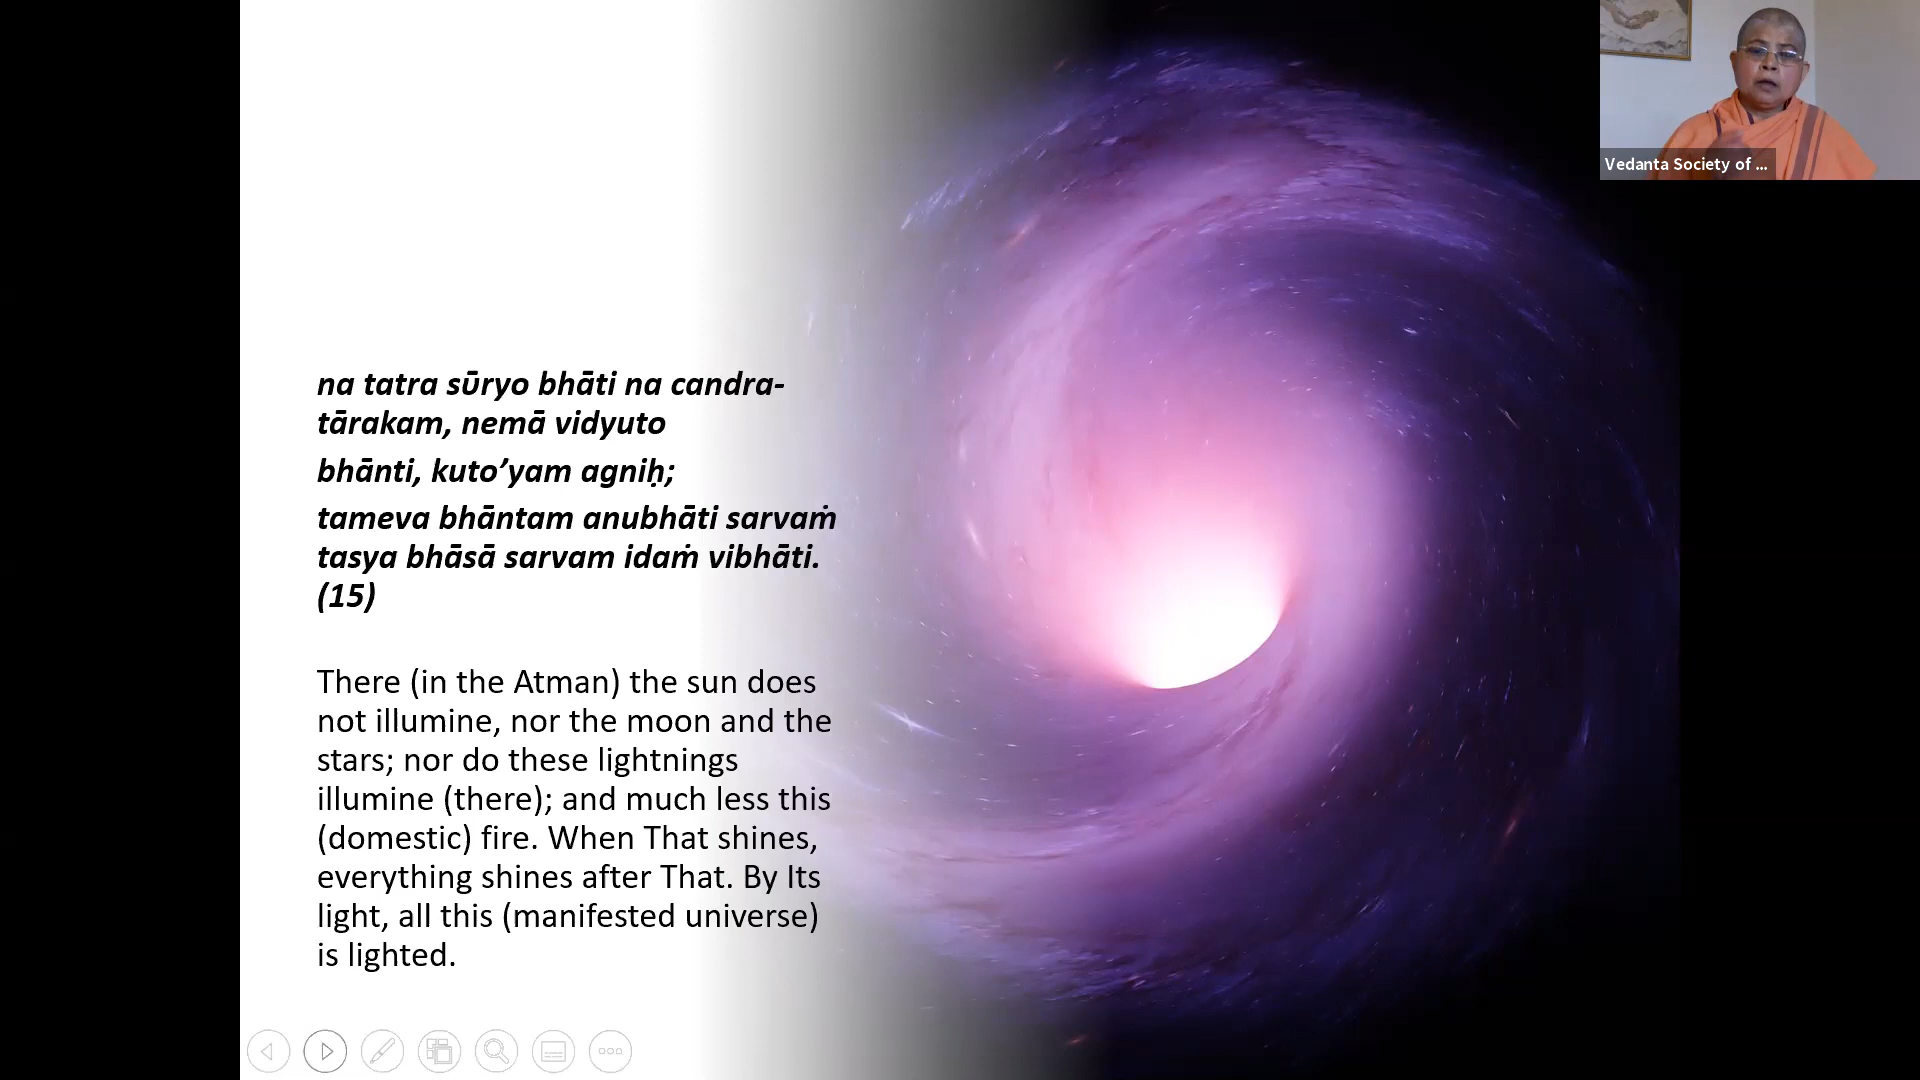 na tatra sūryo bhāti na candra-
tārakam, nemā vidyuto
bhānti, kuto’yam agniḥ;
tameva bhāntam anubhāti sarvaṁ
tasya bhāsā sarvam idaṁ vibhāti.
(15)
There (in the Atman) the sun does
not illumine, nor the moon and the
stars; nor do these lightnings
illumine (there); and much less this
(domestic) fire. When That shines,
everything shines after That. By Its
light, all this (manifested universe)
is lighted.
Vedanta Society of ...